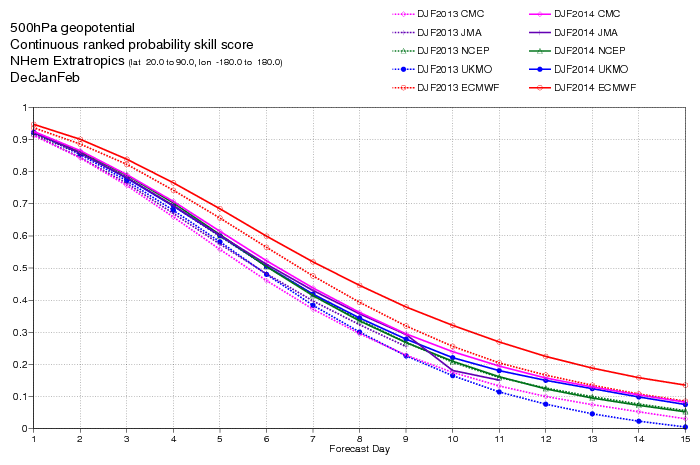 500hPa geopotential
Continuous ranked probability skill score
NHem Extratropics (lat 20.0 to 90.0, lon -180.0 to 180.0)
DecJanFeb
DJF2013 CMC
DJF2014 CMC
DJF2013 JMA
DJF2014 JMA
DJF2013 NCEP
DJF2014 NCEP
DJF2013 UKMO
DJF2014 UKMO
DJF2013 ECMWF
DJF2014 ECMWF
1
0.9
0.8
0.7
0.6
0.5
0.4
0.3
0.2
0.1
0
1 2 3 4 5 6 7 8 9 10 11 12 13 14 15
Forecast Day